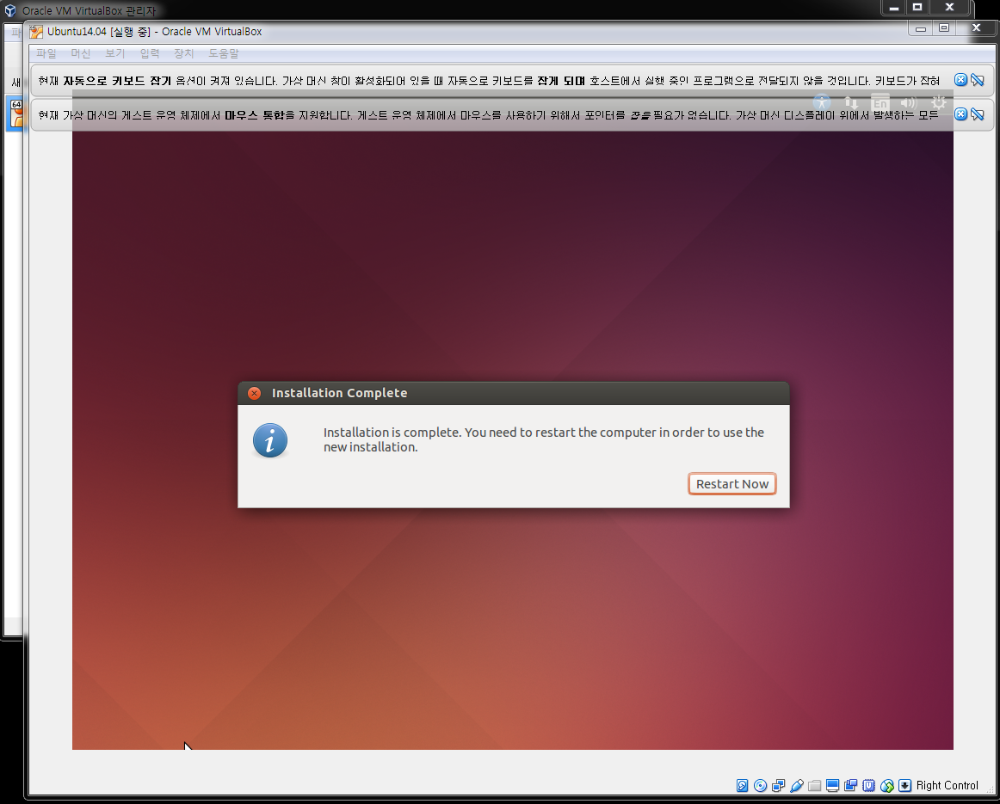 Oracle VM VirtualBox 관리자
Ubuntu14.04 [실행 중] - Oracle VM VirtualBox
파일 머신 보기 입력 장치 도움말
파
새
64
현재 자동으로 키보드 잡기 옵션이 켜져 있습니다. 가상 머신 창이 활성화되어 있을 때 자동으로 키보드를 잡게 되며 호스트에서 실행 중인 프로그램으로 전달되지 않을 것입니다. 키보드가 잡혀
현재 가상 머신의 게스트 운영 체제에서 마우스 통합을 지원합니다. 게스트 운영 체제에서 마우스를 사용하기 위해서 포인터를 잡을 필요가 없습니다. 가상 머신 디스플레이 위에서 발생하는 모든
En
Installation Complete
Installation is complete. You need to restart the computer in order to use the
new installation.
Restart Now
Right Control